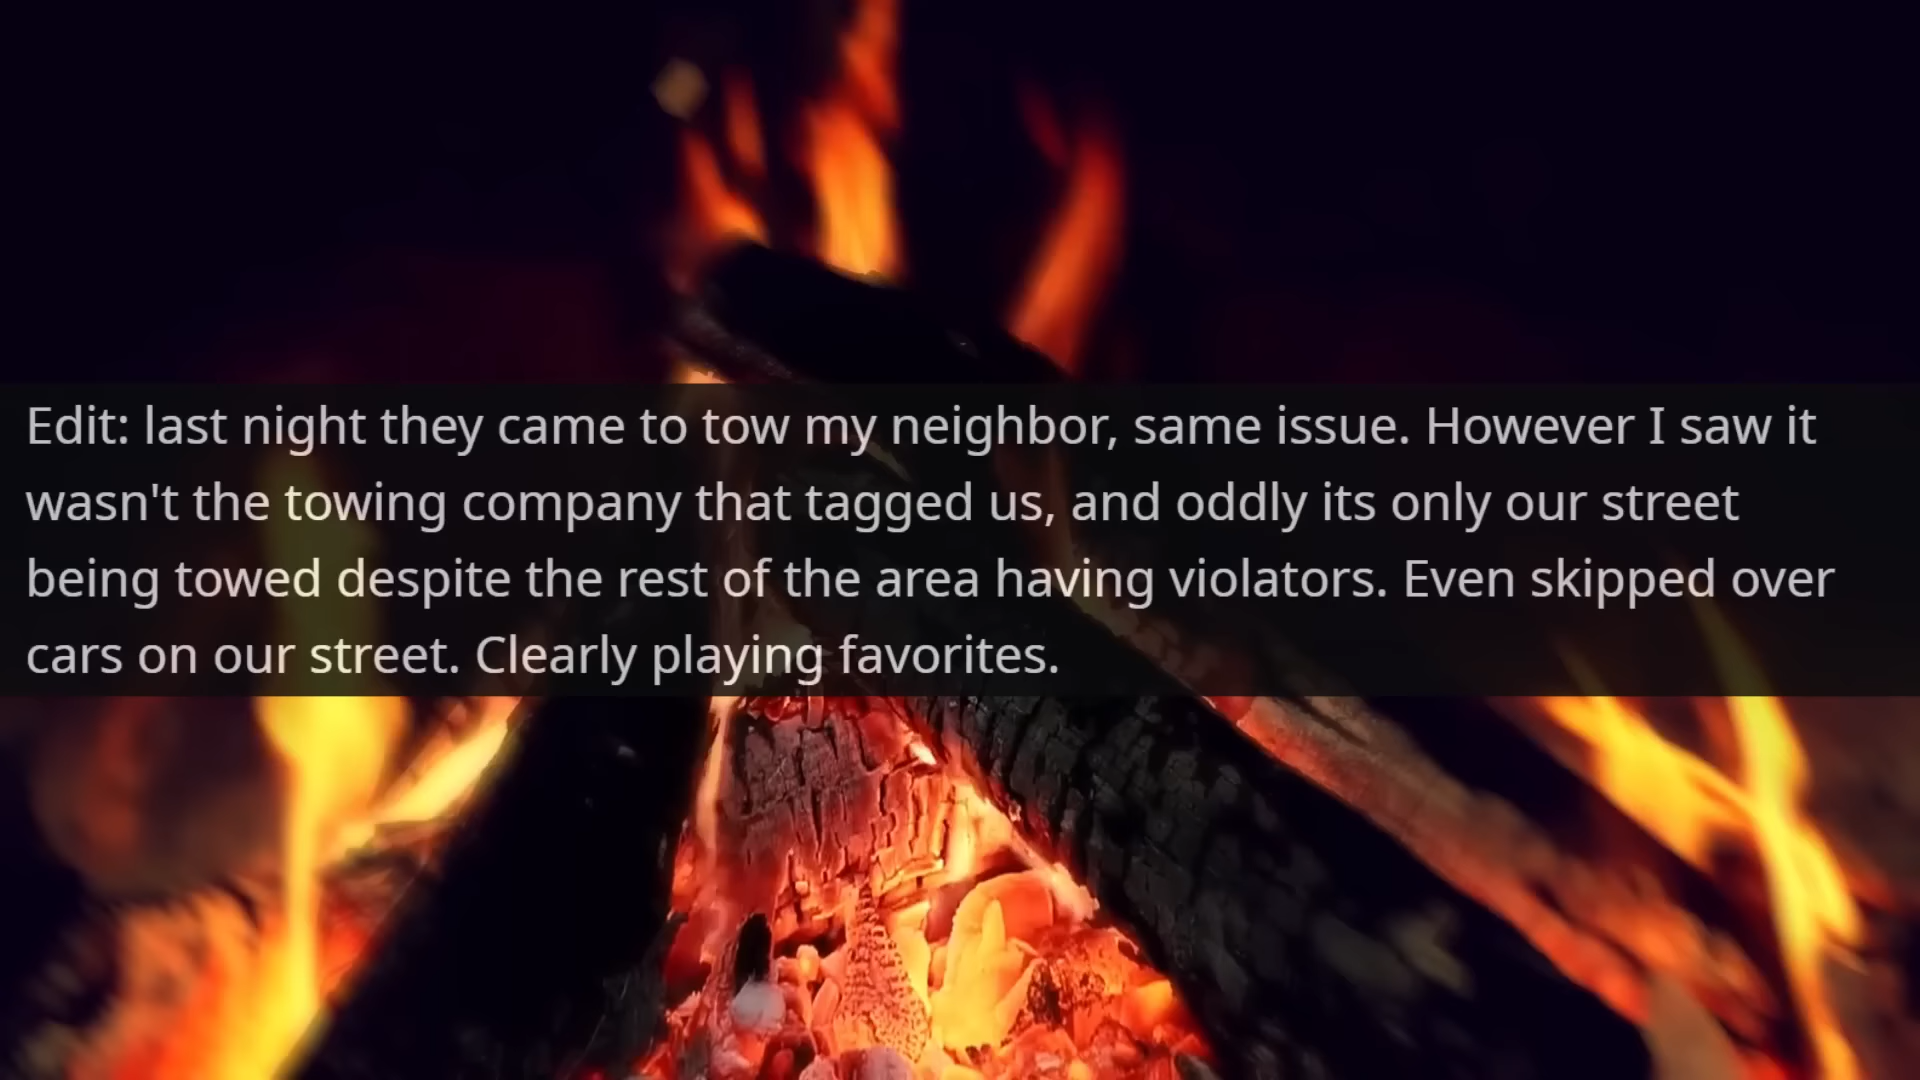 Edit: last night they came to tow my neighbor, same issue. However I saw it
wasn't the towing company that tagged us, and oddly its only our street
being towed despite the rest of the area having violators. Even skipped over
cars on our street. Clearly playing favorites.